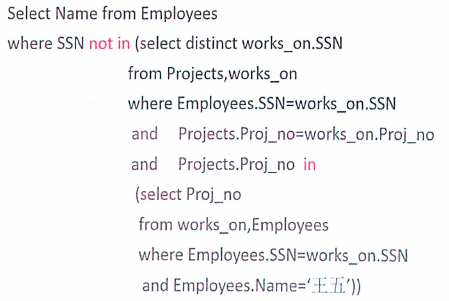 Select Name from Employees
where SSN not in (select distinct works_on.SSN
from Projects,works_on
where Employees.SSN=works_on.SSN
and Projects.Proj_no=works_on.Proj_no
and Projects.Proj_no in
(select Proj_no
from works_on,Employees
where Employees.SSN=works_on.SSN
and Employees.Name=‘王五’))